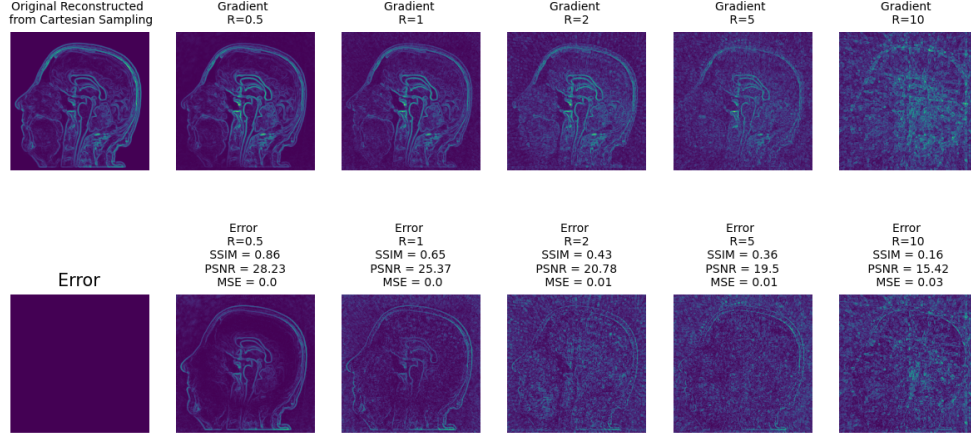 Original Reconstructed
from Cartesian Sampling
Gradient
R=0.5
Gradient
R=1
Gradient
R=2
Gradient
R=5
Gradient
R=10
Error
Error
R=0.5
SSIM = 0.86
PSNR = 28.23
MSE = 0.0
Error
R=1
SSIM = 0.65
PSNR = 25.37
MSE = 0.0
Error
R=2
SSIM = 0.43
PSNR = 20.78
MSE = 0.01
Error
R=5
SSIM = 0.36
PSNR = 19.5
MSE = 0.01
Error
R=10
SSIM = 0.16
PSNR = 15.42
MSE = 0.03